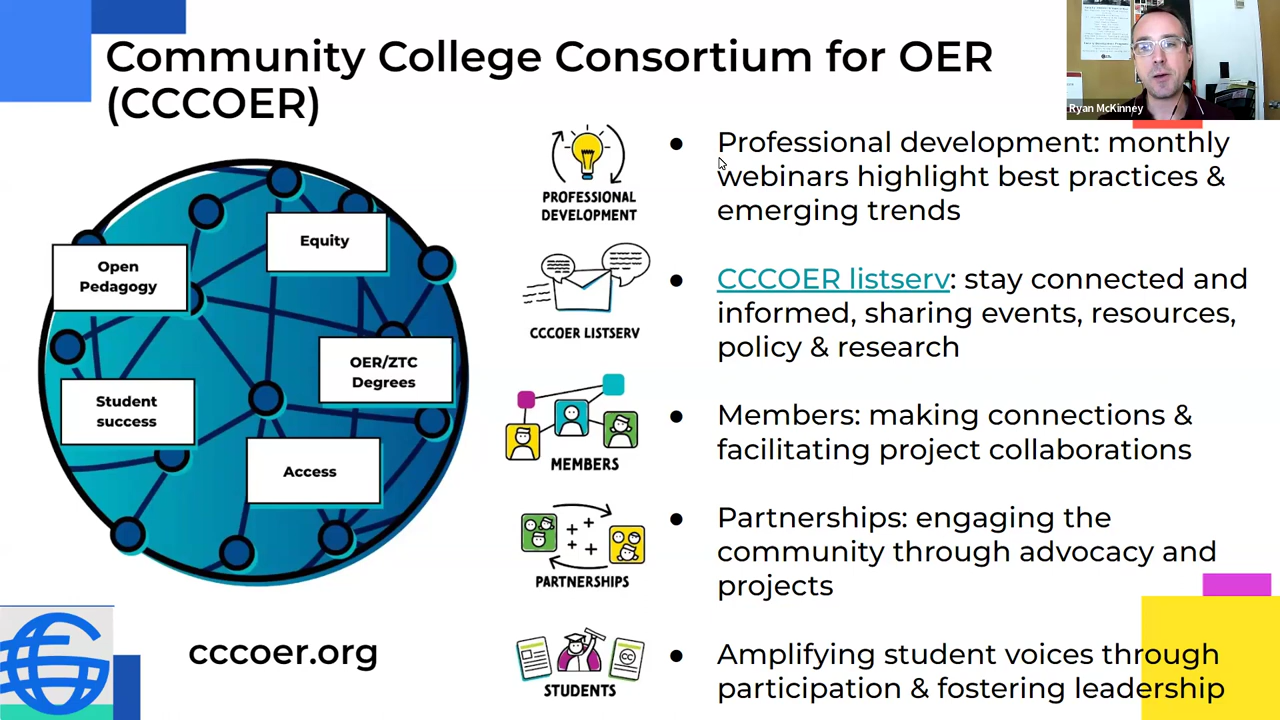 Community College Consortium for OER
(CCCOER)
Ryan McKinney
Equity
Open
Pedagogy
OER/ZTC
Degrees
Student
success
Access
cccoer.org
PROFESSIONAL
DEVELOPMENT
CCCOER LISTSERV
MEMBERS
PARTNERSHIPS
CC
STUDENTS
● Professional development: monthly
webinars highlight best practices &
emerging trends
● CCCOER listserv: stay connected and
informed, sharing events, resources,
policy & research
● Members: making connections &
facilitating project collaborations
● Partnerships: engaging the
community through advocacy and
projects
● Amplifying student voices through
participation & fostering leadership